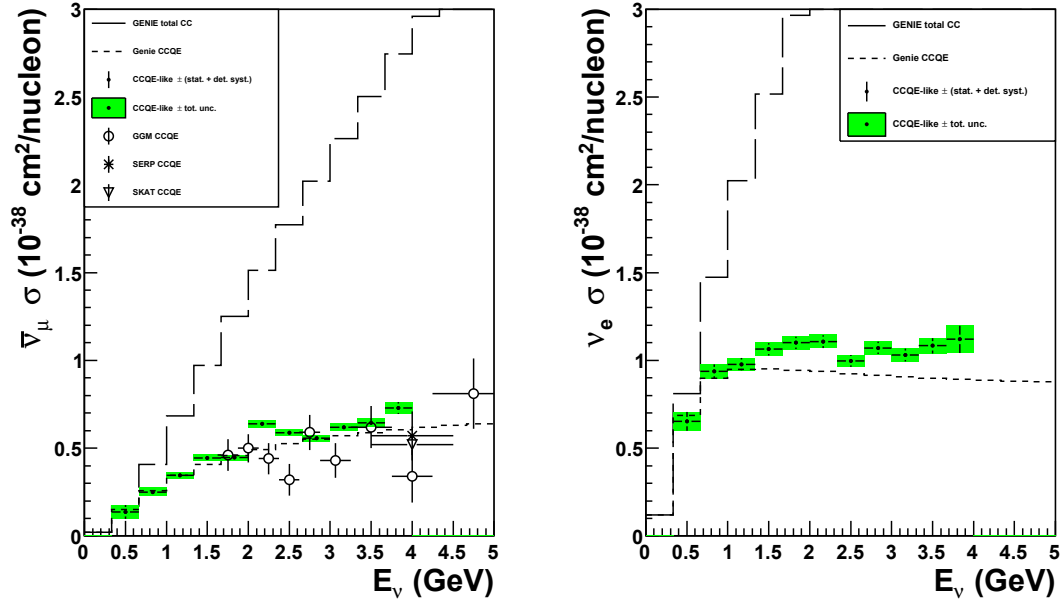 ν̅μ σ (10-38 cm2/nucleon)
3
2.5
2
1.5
1
0.5
0
GENIE total CC
Genie CCQE
CCQE-like ± (stat. + det. syst.)
CCQE-like ± tot. unc.
GGM CCQE
SERP CCQE
SKAT CCQE
0 0.5 1 1.5 2 2.5 3 3.5 4 4.5 5
Eν (GeV)
νe σ (10-38 cm2/nucleon)
3
2.5
2
1.5
1
0.5
0
GENIE total CC
Genie CCQE
CCQE-like ± (stat. + det. syst.)
CCQE-like ± tot. unc.
0 0.5 1 1.5 2 2.5 3 3.5 4 4.5 5
Eν (GeV)